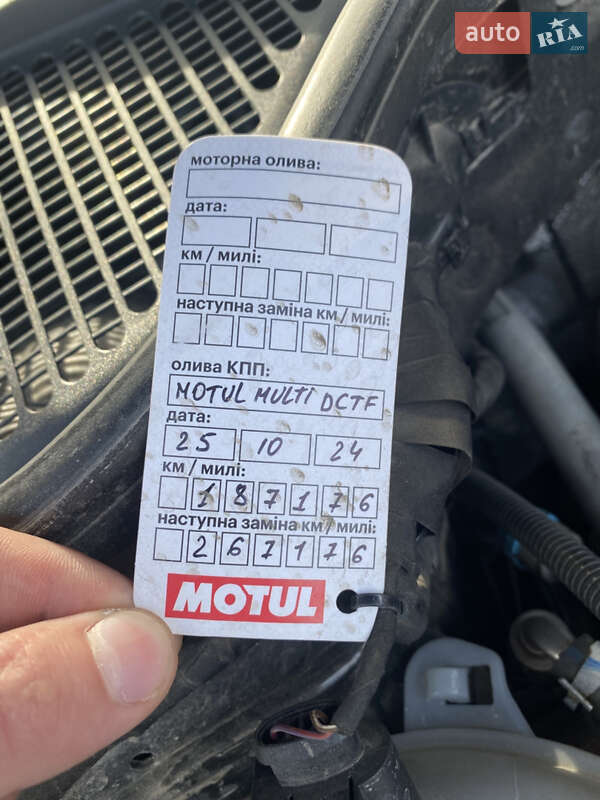 auto RIA.com
моторна олива:
дата:
км / милі:
наступна заміна км / милі:
олива КПП:
MOTUL MULTI DCTF
дата:
25 10 24
км / милі:
187176
наступна заміна км / милі:
267176
MOTUL